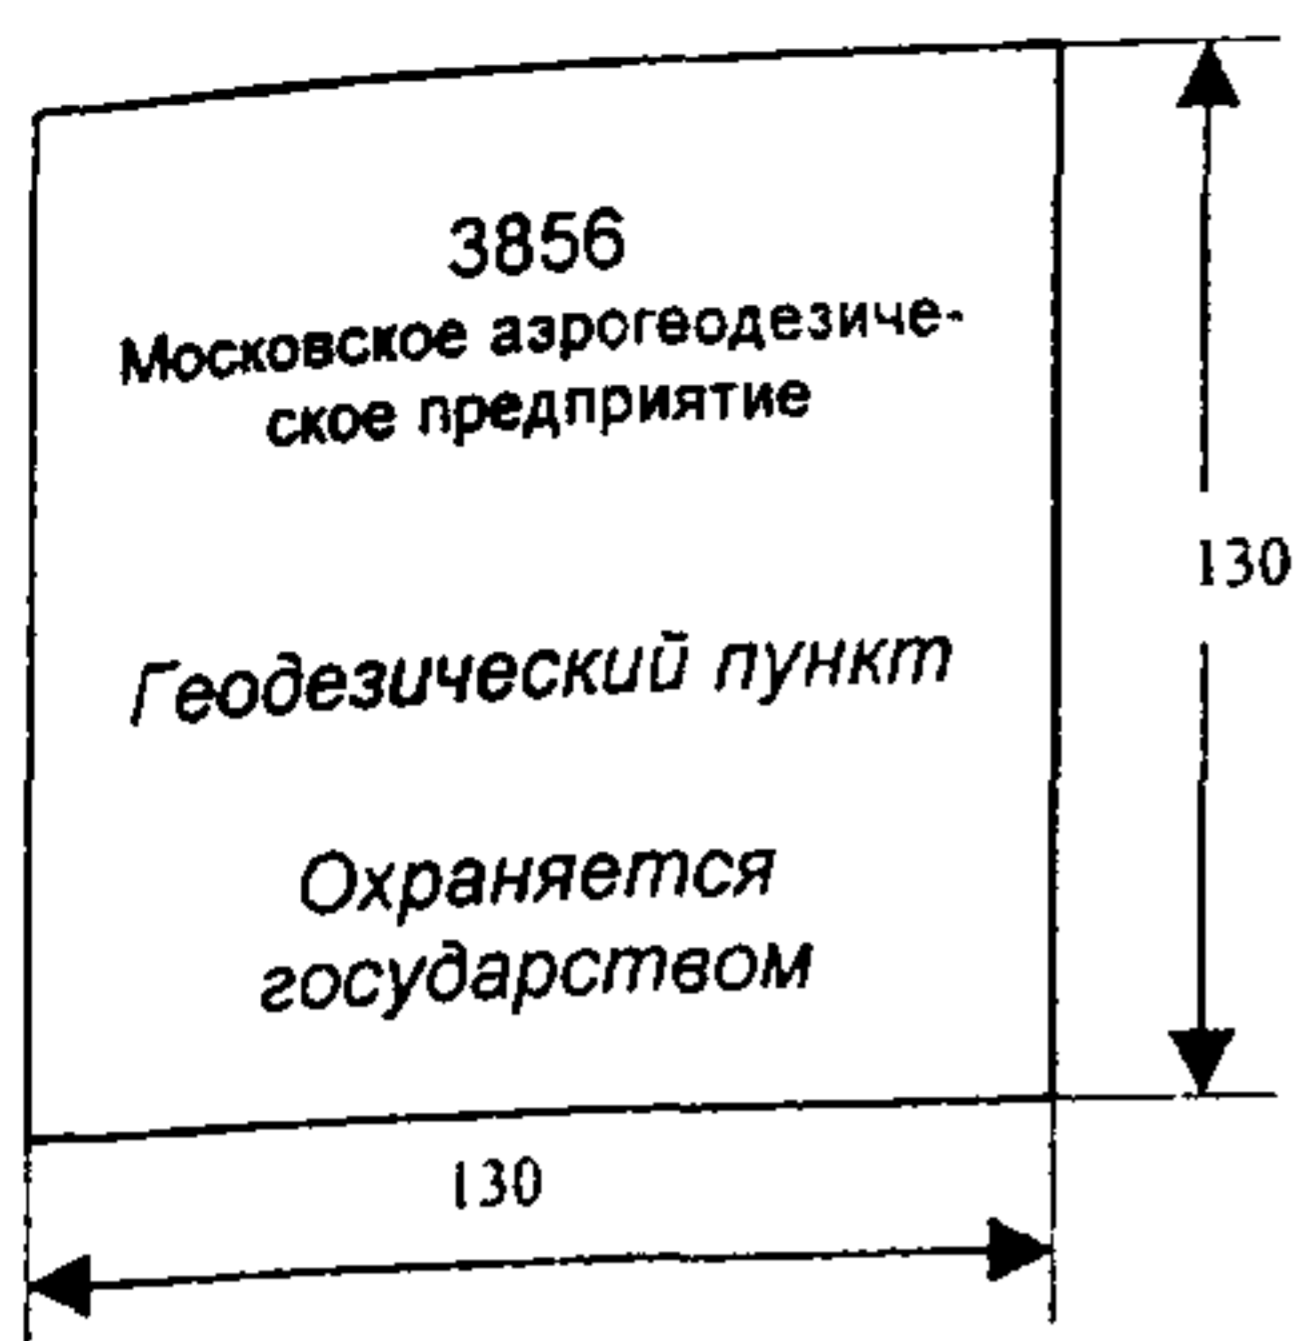 3856
Московское аэрогеодезиче-
ское предприятие
130
Геодезический пункт
Охраняется
государством
130